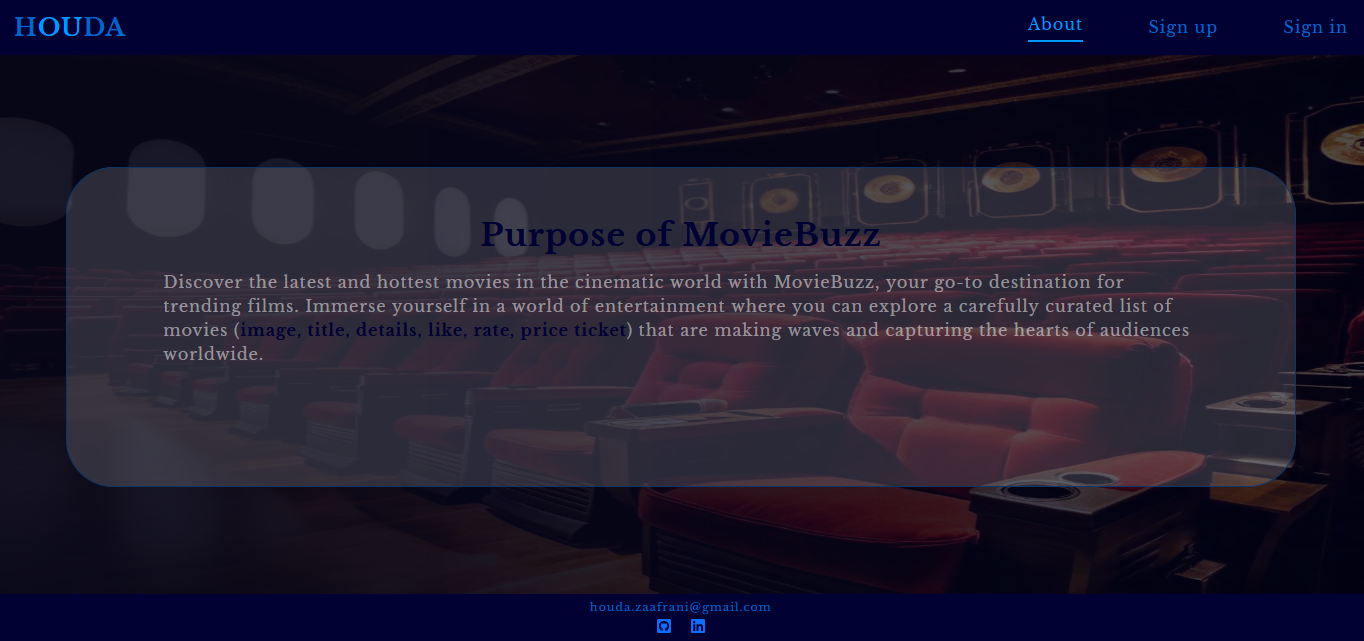 HOUDA
About Sign up Sign in
Purpose of MovieBuzz
Discover the latest and hottest movies in the cinematic world with MovieBuzz, your go-to destination for
trending films. Immerse yourself in a world of entertainment where you can explore a carefully curated list of
movies (image, title, details, like, rate, price ticket) that are making waves and capturing the hearts of audiences
worldwide.
houda.zaafrani@gmail.com